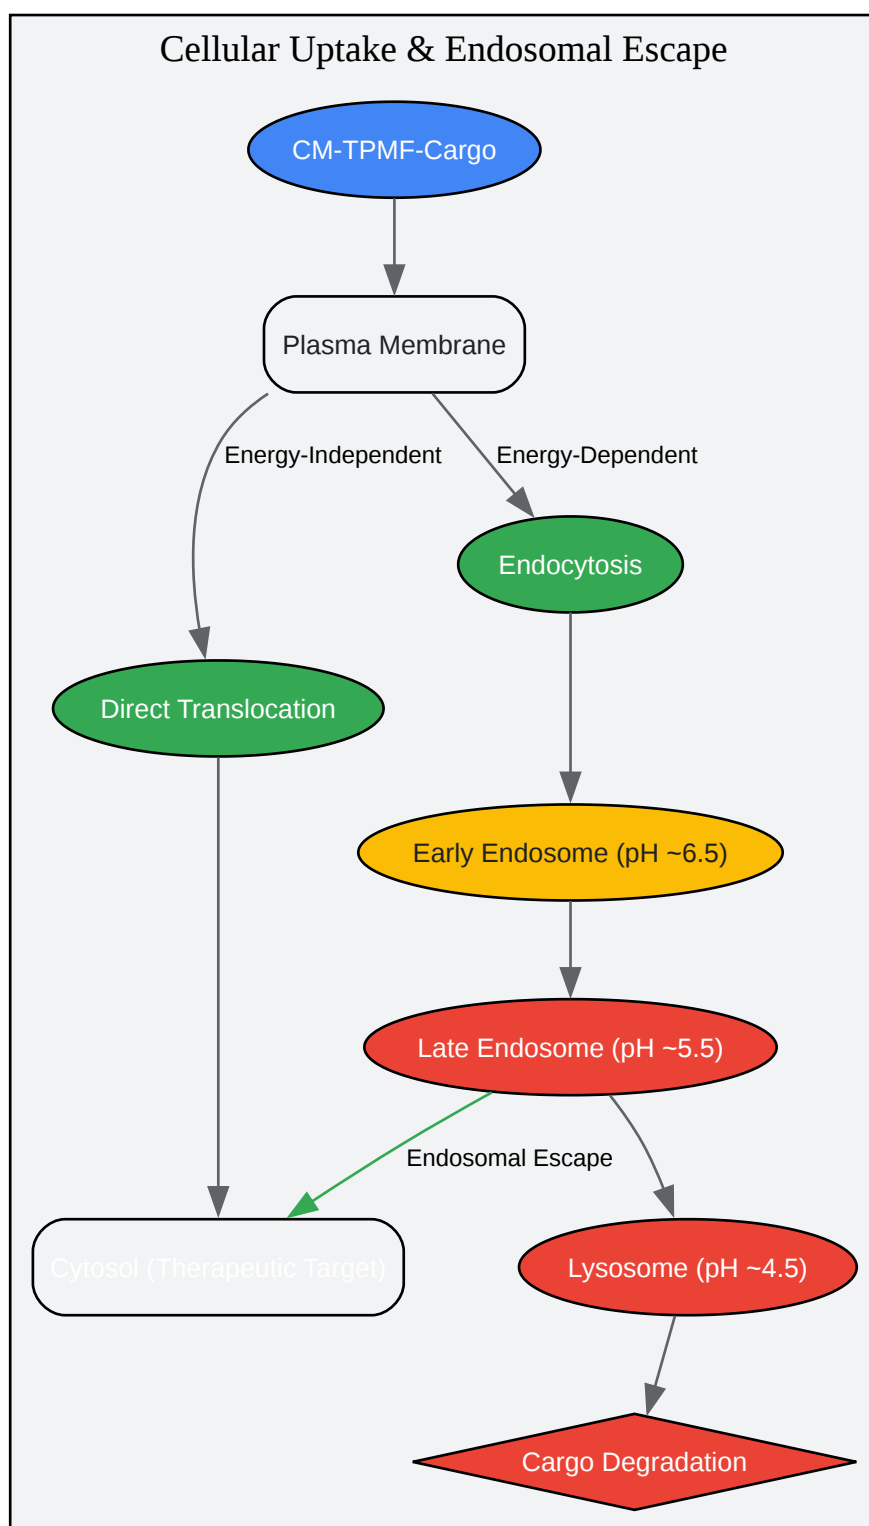 Cellular Uptake & Endosomal Escape
CM-TPMF-Cargo
Plasma Membrane
Energy-Independent
Energy-Dependent
Endocytosis
Direct Translocation
Early Endosome (pH ~6.5)
Late Endosome (pH ~5.5)
Endosomal Escape
Cytosol (Therapeutic Target)
Lysosome (pH ~4.5)
Cargo Degradation